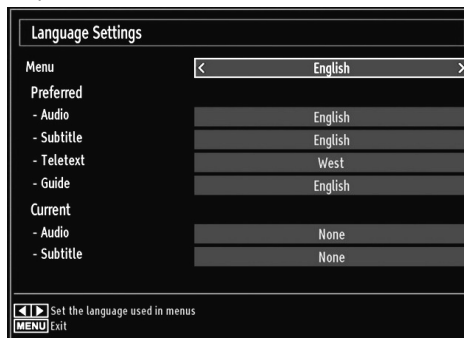 Language Settings
Menu < English >
Preferred
- Audio English
- Subtitle English
- Teletext West
- Guide English
Current
- Audio None
- Subtitle None
◀ ▶ Set the language used in menus
MENU Exit